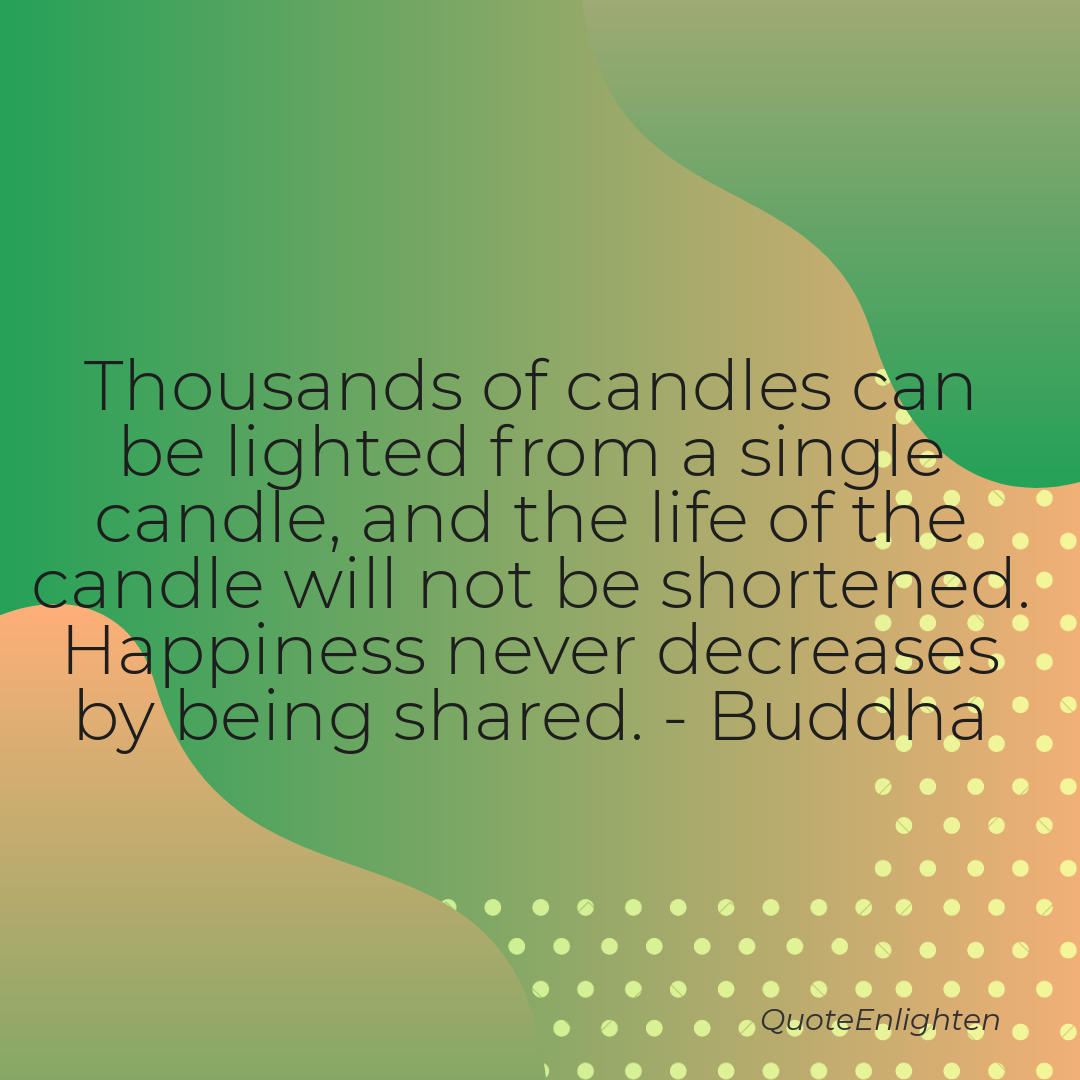 Thousands of candles can
be lighted from a single
candle, and the life of the
candle will not be shortened.
Happiness never decreases
by being shared. - Buddha
QuoteEnlighten